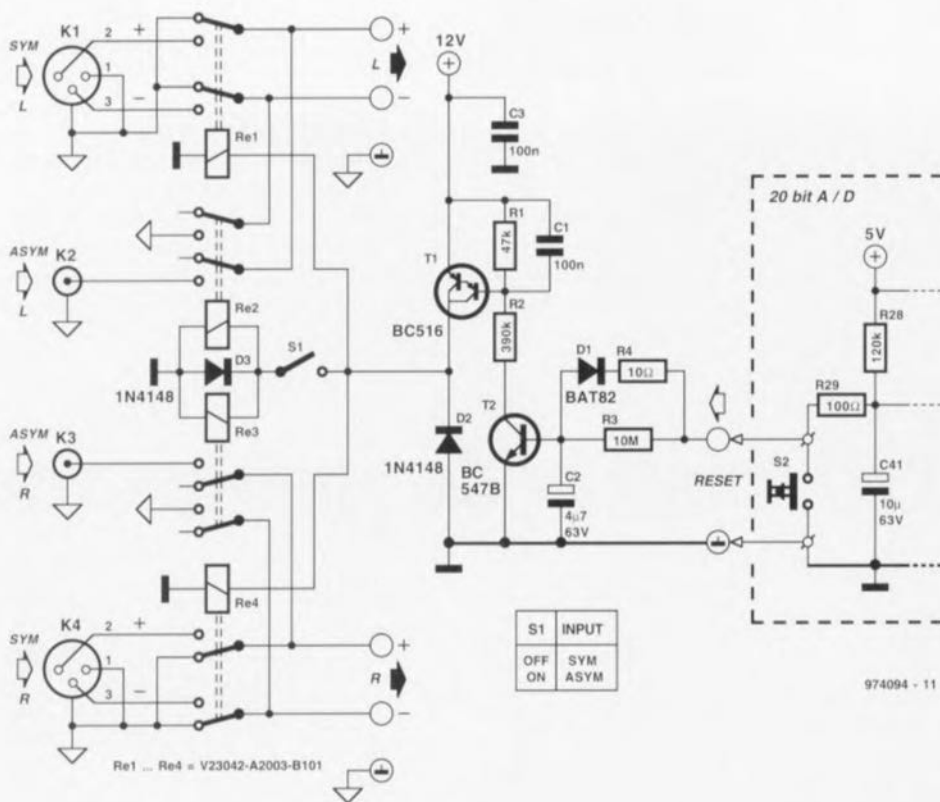 K1
SYM
L
2
+
1
3
−
Re1
+
L
−
ASYM
K2
L
Re2
D3
1N4148
S1
Re3
ASYM
K3
R
Re4
SYM
K4
R
2
+
1
3
−
+
R
−
Re1 ... Re4 = V23042-A2003-B101
12V
C3
100n
R1
47k
C1
100n
T1
BC516
R2
390k
D1
BAT82
R4
10Ω
R3
10M
T2
BC
547B
D2
1N4148
C2
4µ7
63V
RESET
20 bit A / D
5V
R28
120k
R29
100Ω
S2
C41
10µ
63V
S1 INPUT
OFF SYM
ON ASYM
974094 - 11